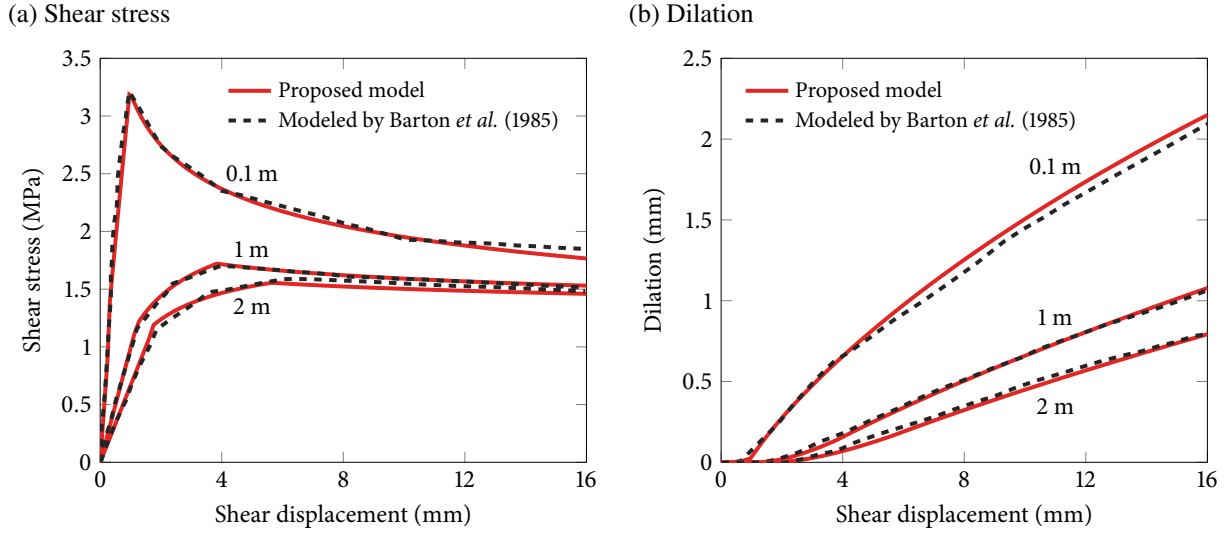 (a) Shear stress
3.5
3
2.5
2
1.5
1
0.5
0
Shear stress (MPa)
Proposed model
Modeled by Barton et al. (1985)
0.1 m
1 m
2 m
0 4 8 12 16
Shear displacement (mm)
(b) Dilation
2.5
2
1.5
1
0.5
0
Dilation (mm)
Proposed model
Modeled by Barton et al. (1985)
0.1 m
1 m
2 m
0 4 8 12 16
Shear displacement (mm)